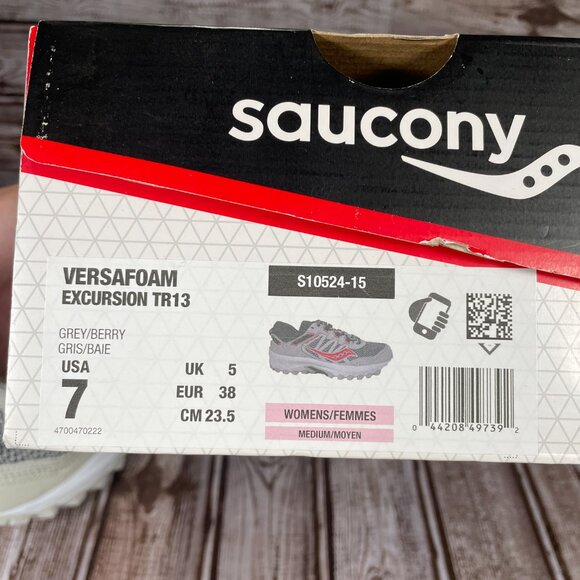 saucony
VERSAFOAM
EXCURSION TR13
S10524-15
GREY/BERRY
GRIS/BAIE
USA
7
UK 5
EUR 38
CM 23.5
4700470222
WOMENS/FEMMES
MEDIUM/MOYEN
0 44208 49739 2